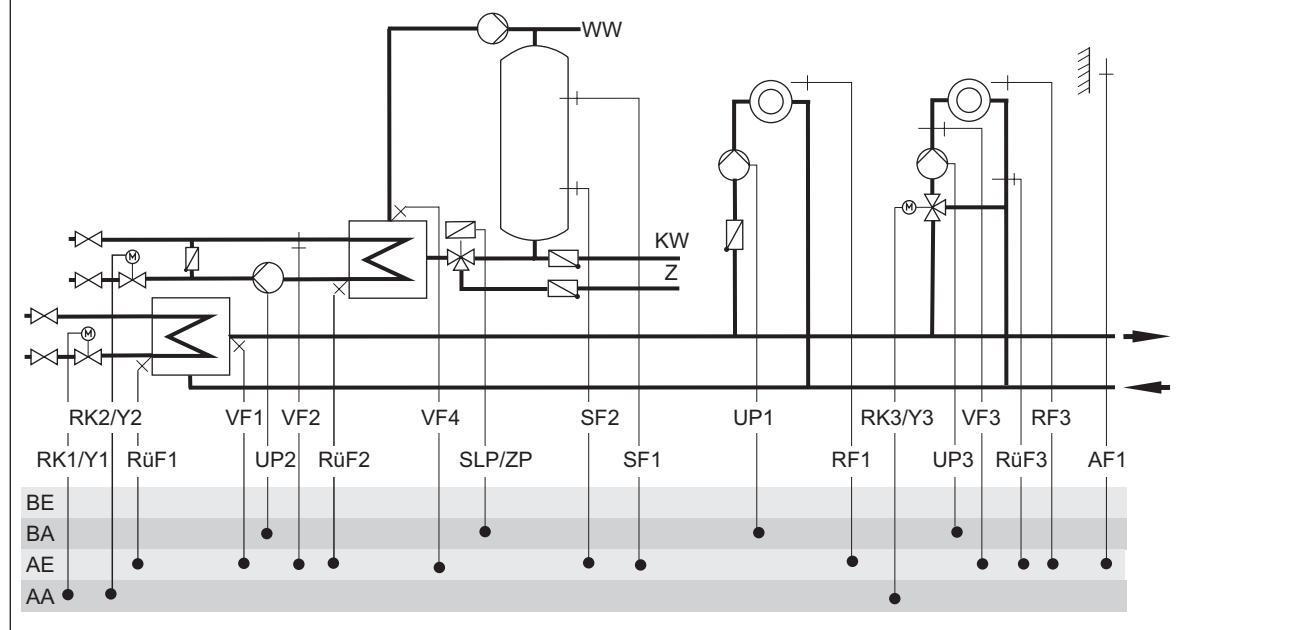 WW
KW
Z
M
M
M
RK2/Y2 VF1 VF2 VF4 SF2 UP1 RK3/Y3 VF3 RF3
RK1/Y1 RüF1 UP2 RüF2 SLP/ZP SF1 RF1 UP3 RüF3 AF1
BE
BA
AE
AA